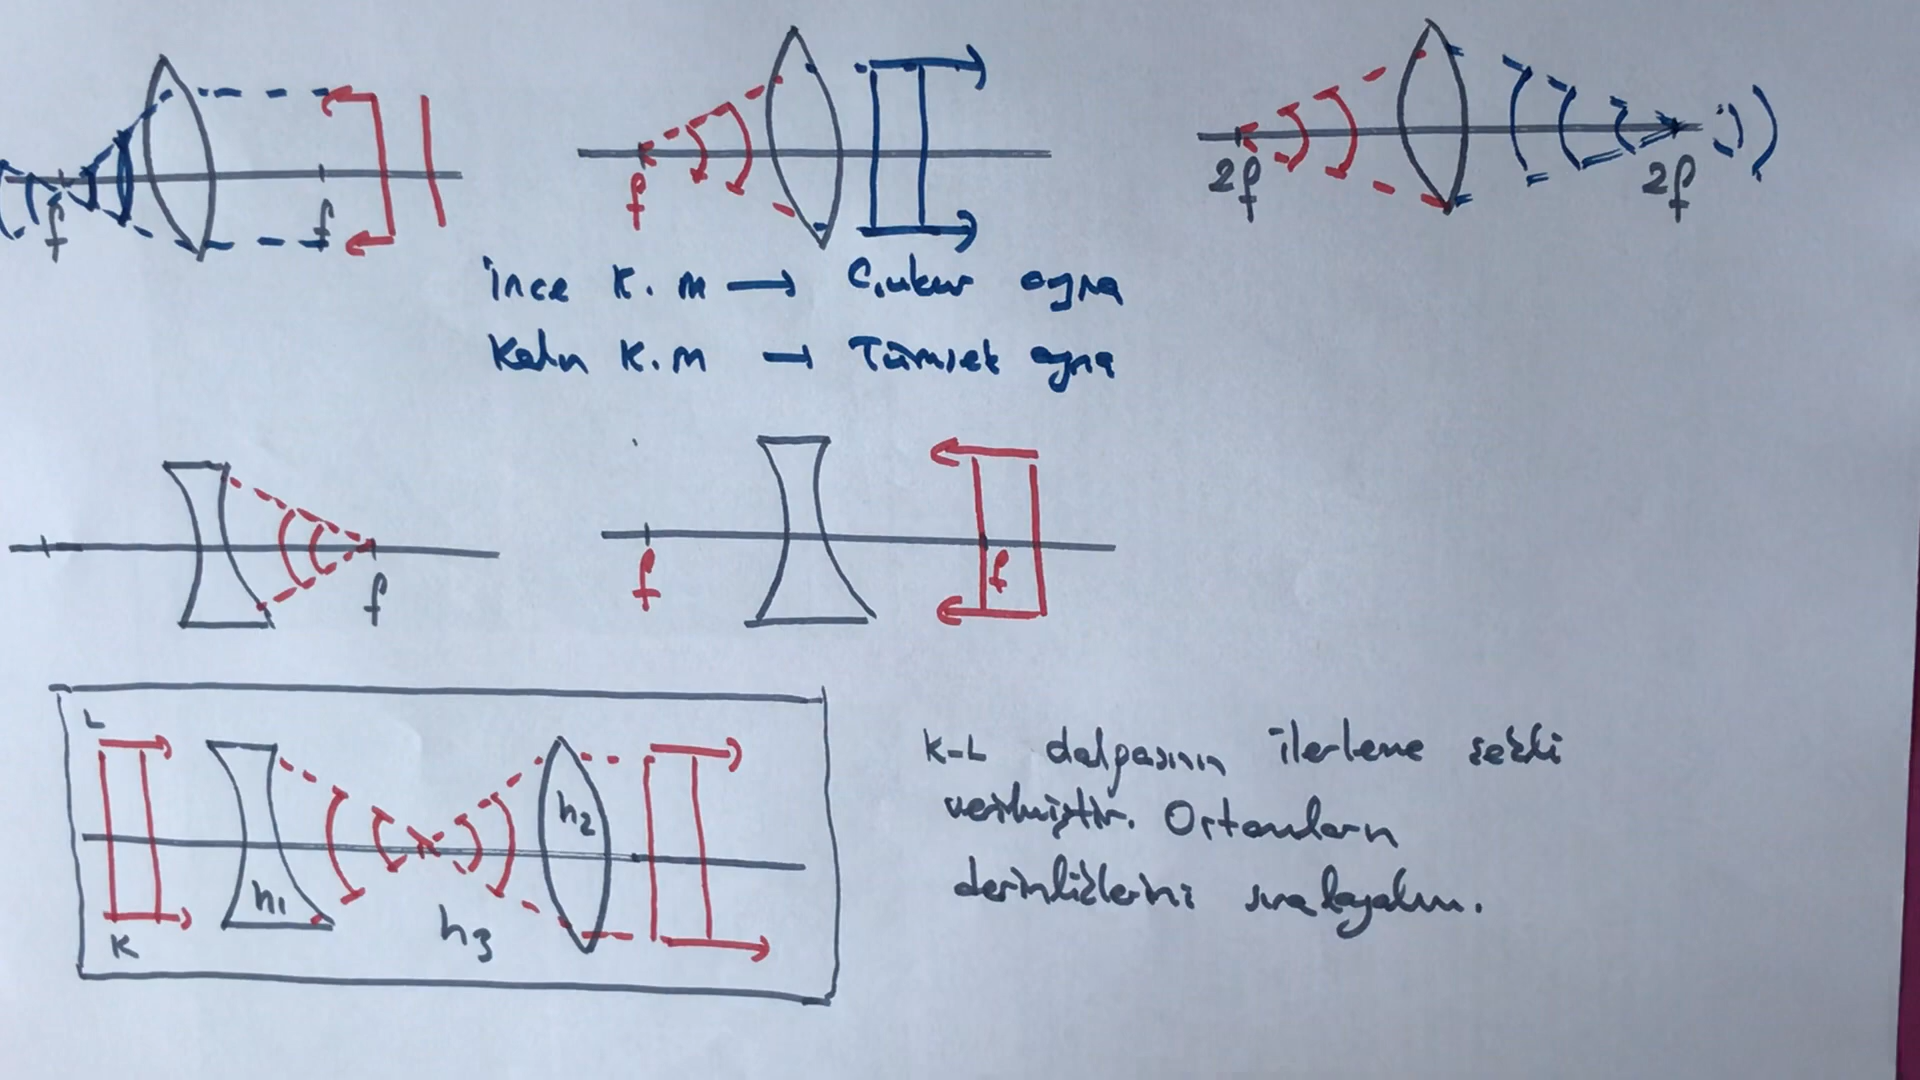 f
f
f
2f
2f
İnce K.M → Çukur ayna
Kalın K.M → Tümsek ayna
f
f
f
L
h1
h2
h3
K
K-L dalgasının ilerleme şekli
verilmiştir. Ortamların
derinliklerini sıralayalım.